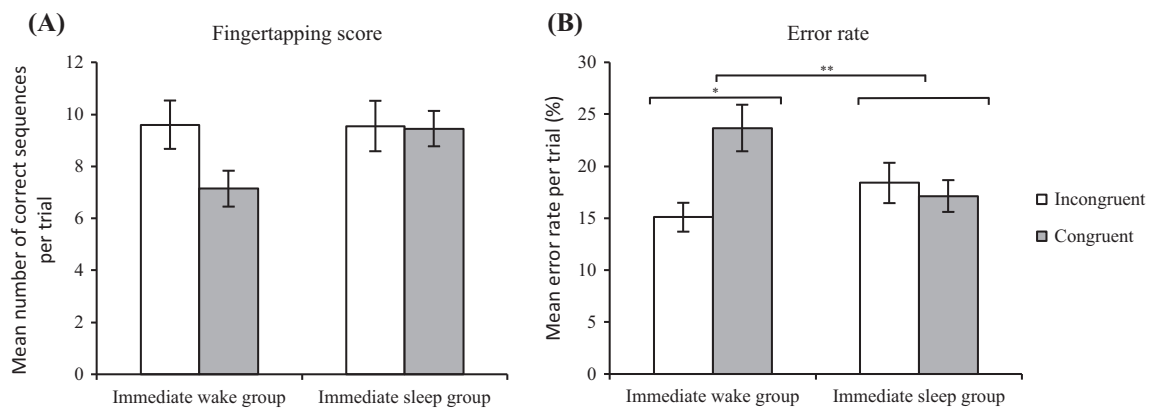 (A)
Fingertapping score
Mean number of correct sequences
per trial
12
10
8
6
4
2
0
Immediate wake group
Immediate sleep group
(B)
Error rate
Mean error rate per trial (%)
30
25
20
15
10
5
0
**
*
Immediate wake group
Immediate sleep group
Incongruent
Congruent